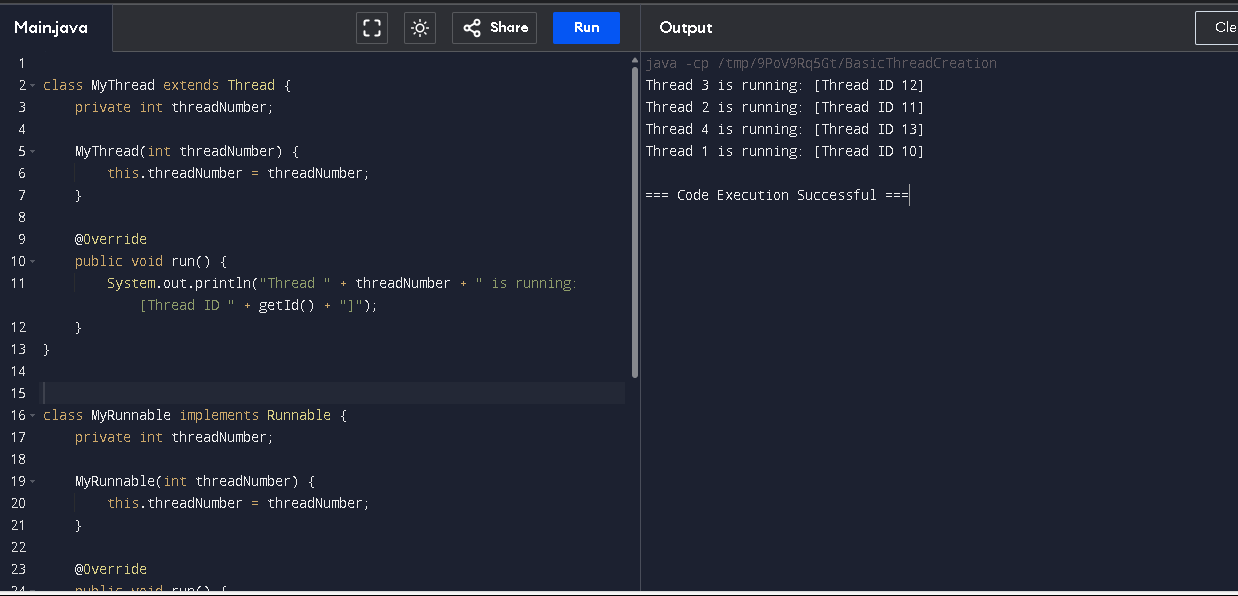 Main.java
Share
Run
Output
Cle
1
2 class MyThread extends Thread {
3 private int threadNumber;
4
5 MyThread(int threadNumber) {
6 this.threadNumber = threadNumber;
7 }
8
9 @Override
10 public void run() {
11 System.out.println("Thread " + threadNumber + " is running:
[Thread ID " + getId() + "]");
12 }
13 }
14
15
16 class MyRunnable implements Runnable {
17 private int threadNumber;
18
19 MyRunnable(int threadNumber) {
20 this.threadNumber = threadNumber;
21 }
22
23 @Override
24 public void run() {
java -cp /tmp/9PoV9Rq5Gt/BasicThreadCreation
Thread 3 is running: [Thread ID 12]
Thread 2 is running: [Thread ID 11]
Thread 4 is running: [Thread ID 13]
Thread 1 is running: [Thread ID 10]
=== Code Execution Successful ===